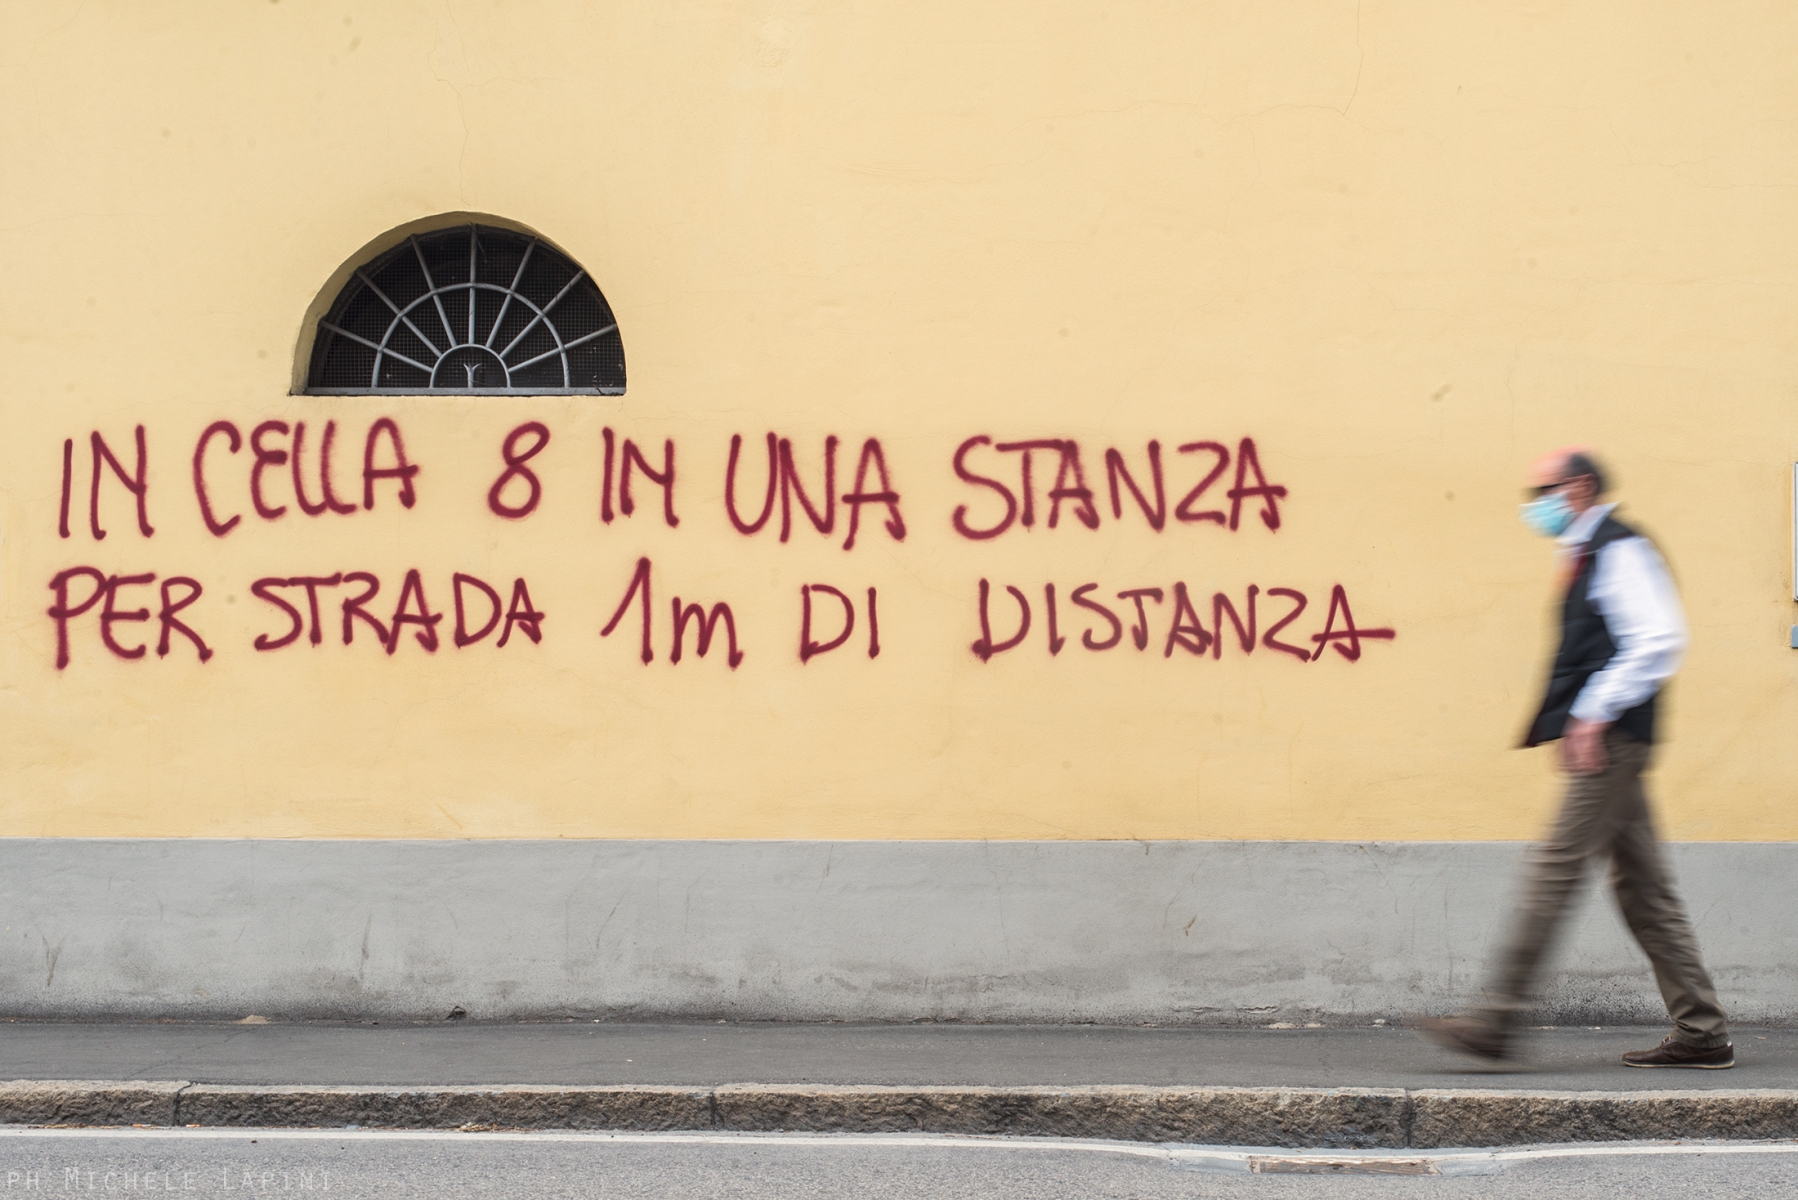 IN CELLA 8 IN UNA STANZA
PER STRADA 1m DI DISTANZA
PH MICHELE LAPINI